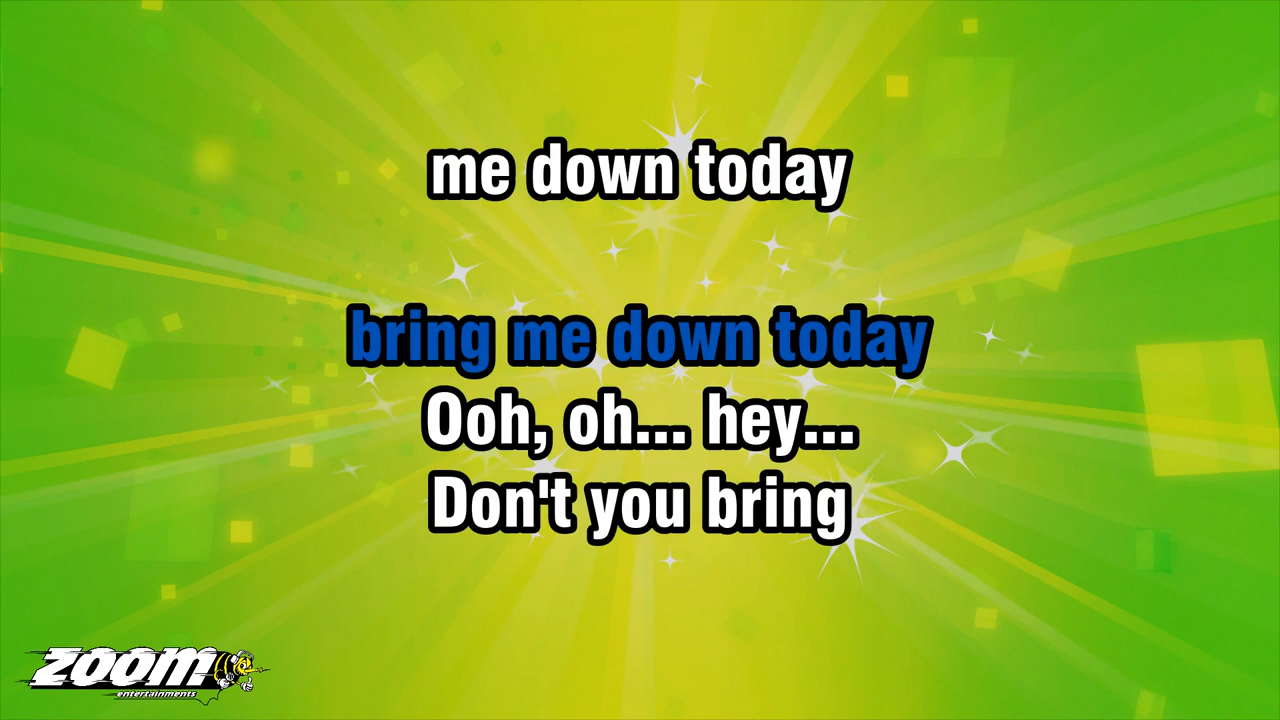 me down today
bring me down today
Ooh, oh... hey...
Don't you bring
zoom
entertainments